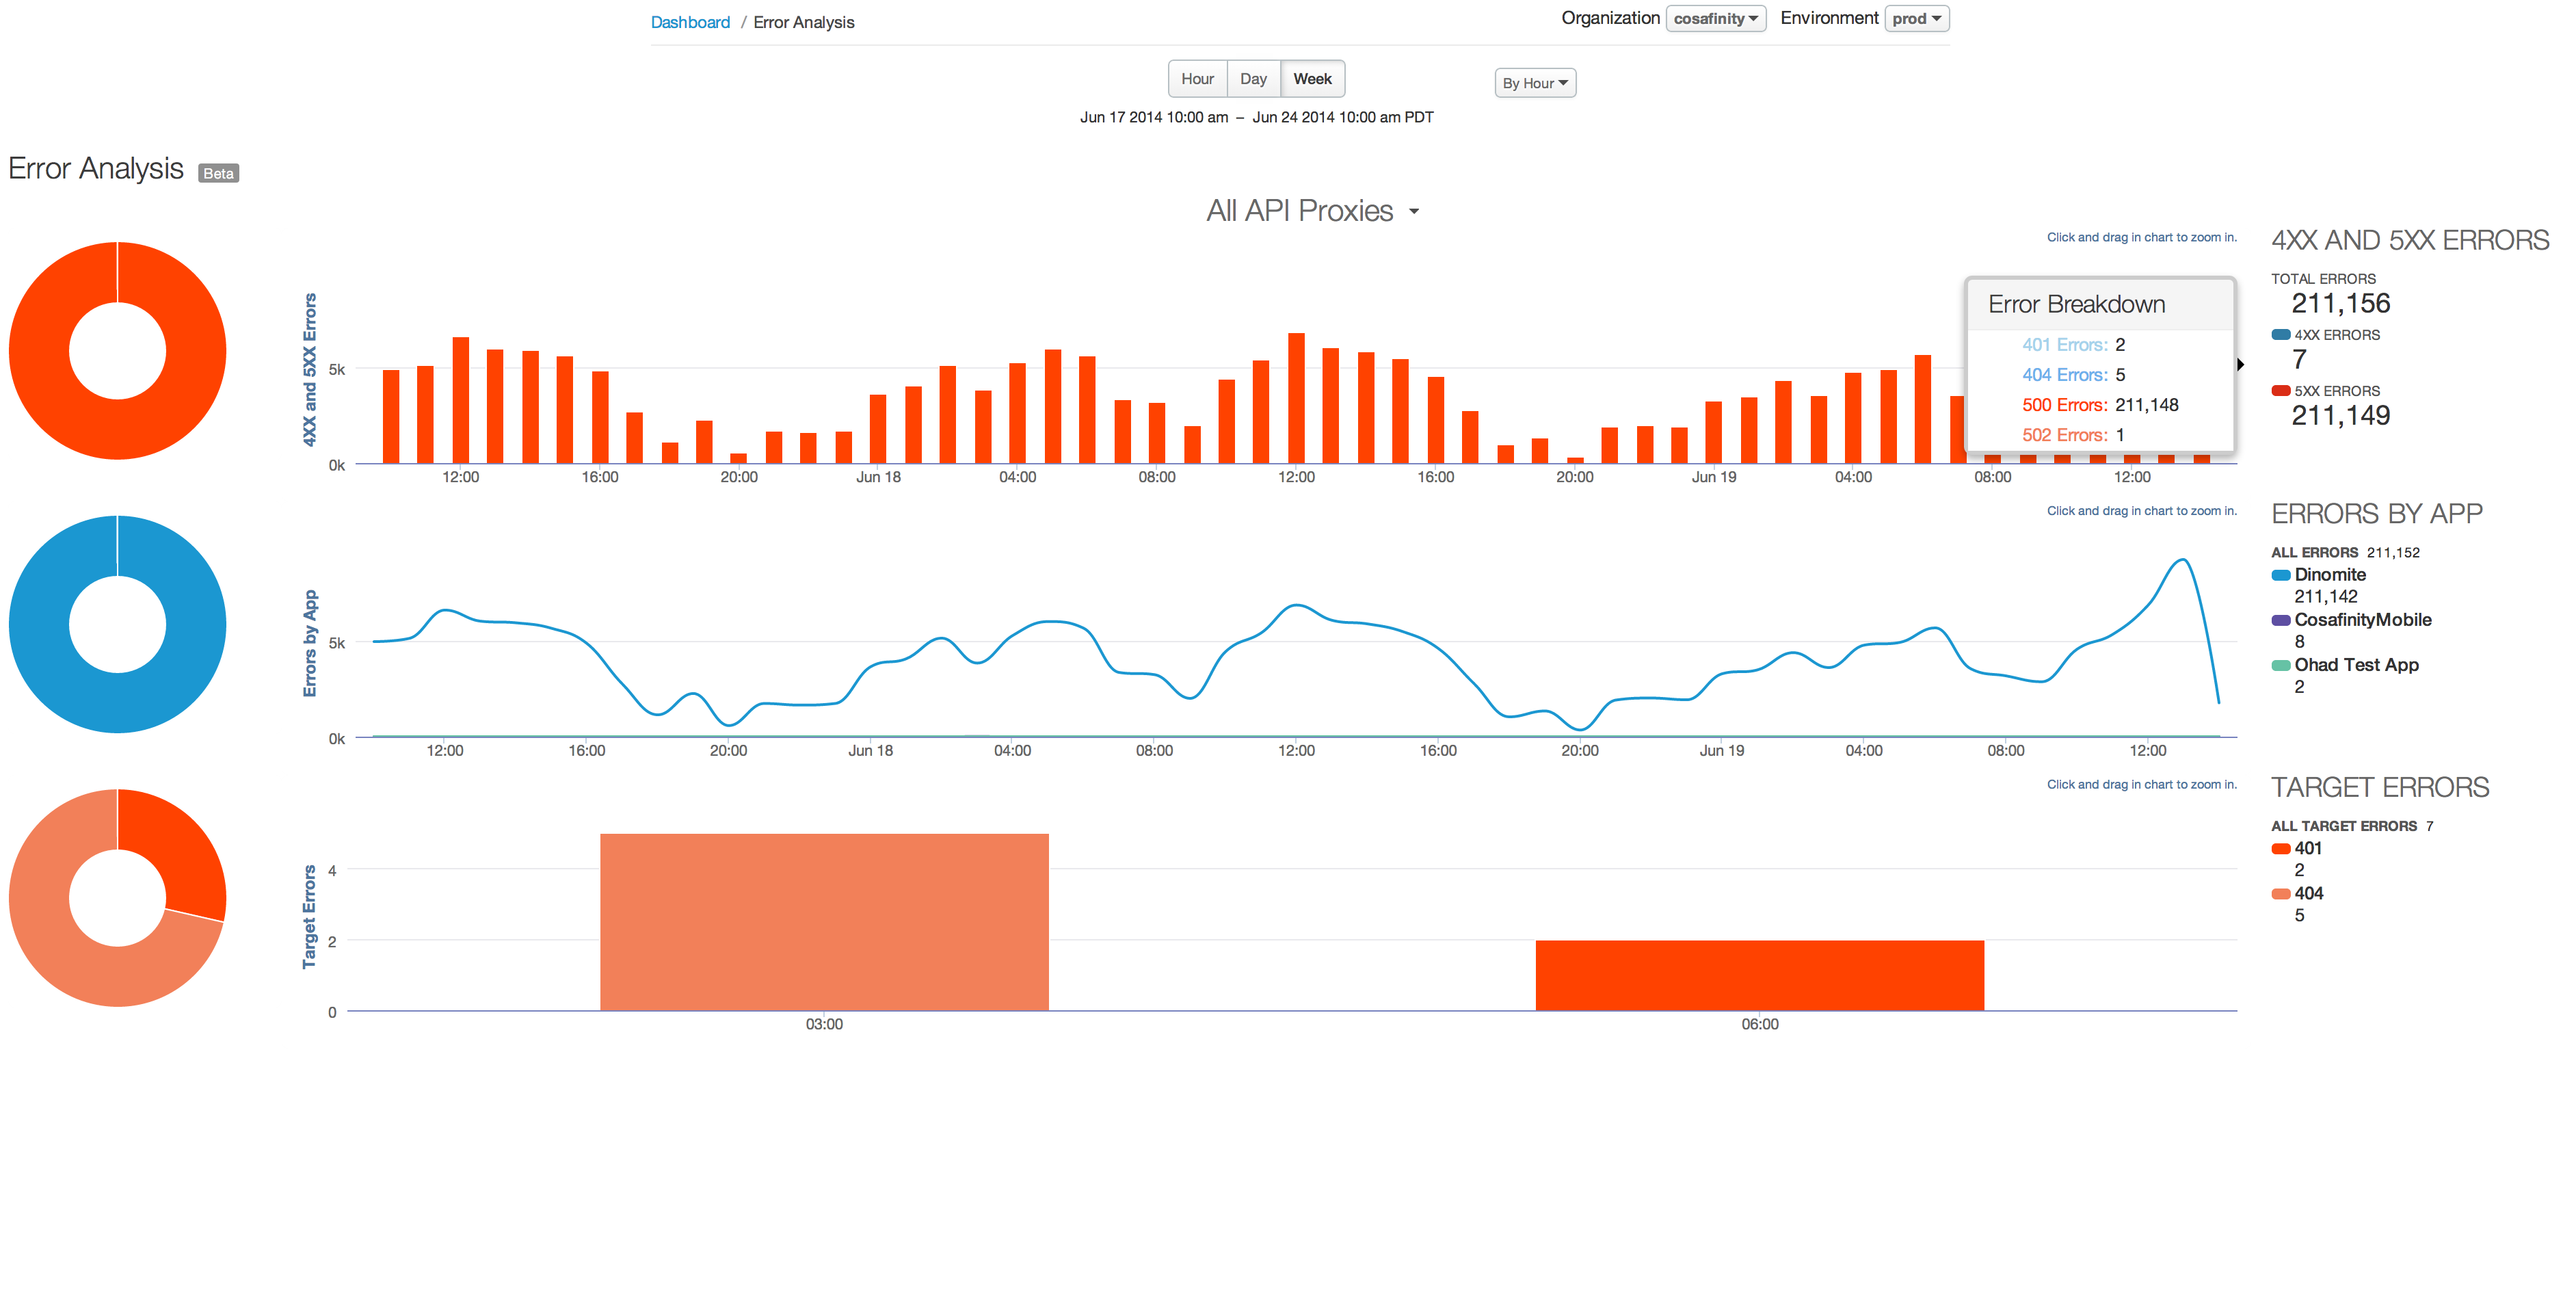 Dashboard / Error Analysis
Organization cosafinity Environment prod
Hour Day Week
By Hour
Jun 17 2014 10:00 am – Jun 24 2014 10:00 am PDT
Error Analysis Beta
All API Proxies
Click and drag in chart to zoom in.
4XX and 5XX Errors
5k
0k
12:00 16:00 20:00 Jun 18 04:00 08:00 12:00 16:00 20:00 Jun 19 04:00 08:00 12:00
Error Breakdown
401 Errors: 2
404 Errors: 5
500 Errors: 211,148
502 Errors: 1
4XX AND 5XX ERRORS
TOTAL ERRORS
211,156
4XX ERRORS
7
5XX ERRORS
211,149
Click and drag in chart to zoom in.
Errors by App
5k
0k
12:00 16:00 20:00 Jun 18 04:00 08:00 12:00 16:00 20:00 Jun 19 04:00 08:00 12:00
ERRORS BY APP
ALL ERRORS 211,152
Dinomite
211,142
CosafinityMobile
8
Ohad Test App
2
Click and drag in chart to zoom in.
Target Errors
4
2
0
03:00 06:00
TARGET ERRORS
ALL TARGET ERRORS 7
401
2
404
5